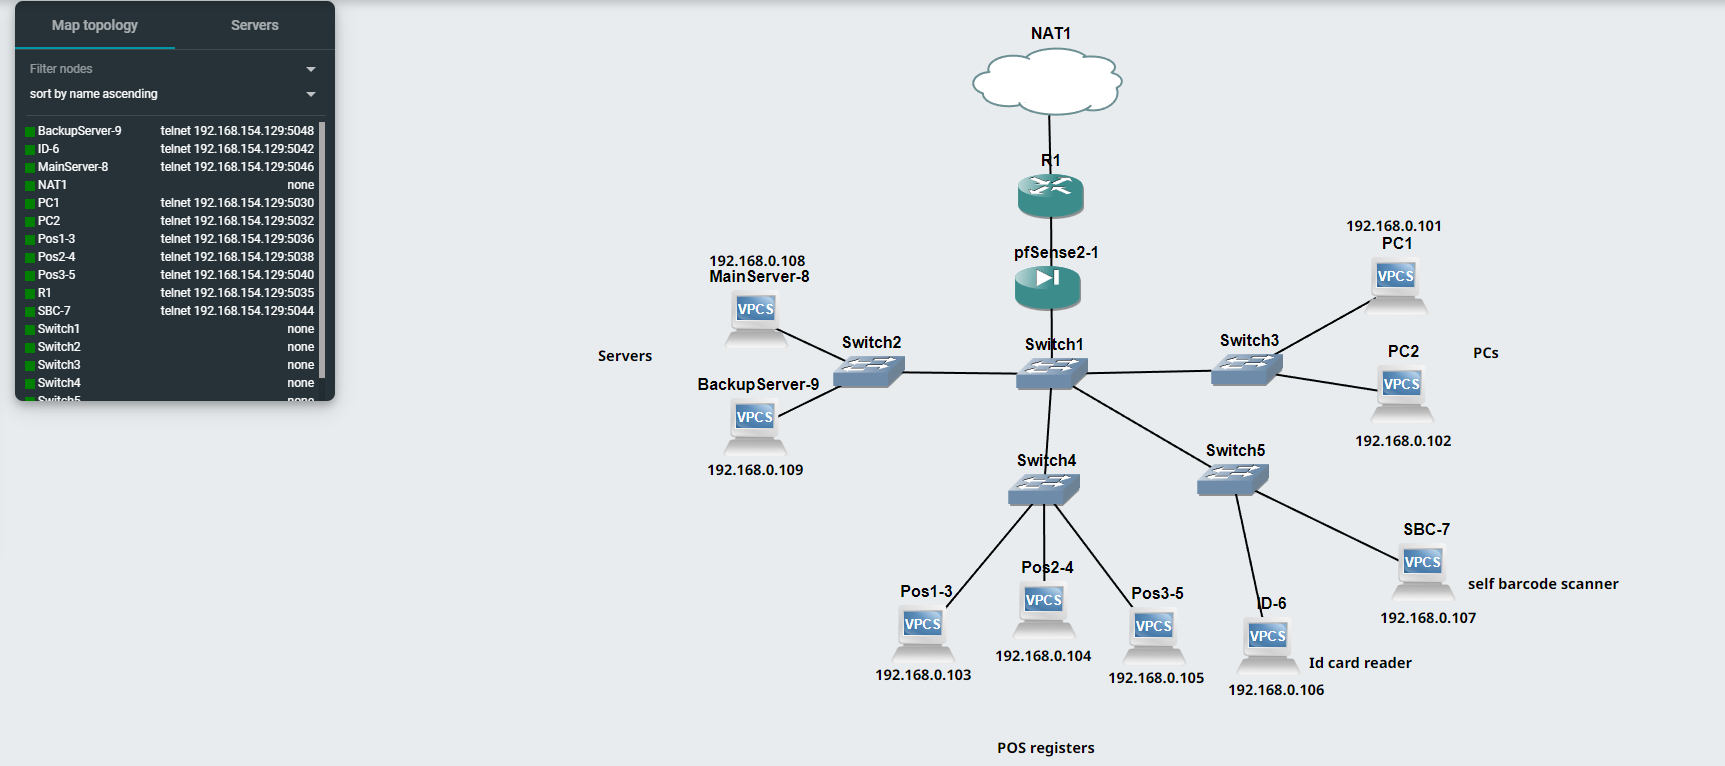 Map topology
Servers
Filter nodes
sort by name ascending
BackupServer-9 telnet 192.168.154.129:5048
ID-6 telnet 192.168.154.129:5042
MainServer-8 telnet 192.168.154.129:5046
NAT1 none
PC1 telnet 192.168.154.129:5030
PC2 telnet 192.168.154.129:5032
Pos1-3 telnet 192.168.154.129:5036
Pos2-4 telnet 192.168.154.129:5038
Pos3-5 telnet 192.168.154.129:5040
R1 telnet 192.168.154.129:5035
SBC-7 telnet 192.168.154.129:5044
Switch1 none
Switch2 none
Switch3 none
Switch4 none
Switch5 none
NAT1
R1
pfSense2-1
192.168.0.108
MainServer-8
VPCS
192.168.0.101
PC1
VPCS
Servers
Switch2
Switch1
Switch3
PC2
VPCS
PCs
192.168.0.102
BackupServer-9
VPCS
192.168.0.109
Switch4
Switch5
SBC-7
VPCS
self barcode scanner
192.168.0.107
Pos1-3
VPCS
192.168.0.103
Pos2-4
VPCS
192.168.0.104
Pos3-5
VPCS
192.168.0.105
ID-6
VPCS
Id card reader
192.168.0.106
POS registers